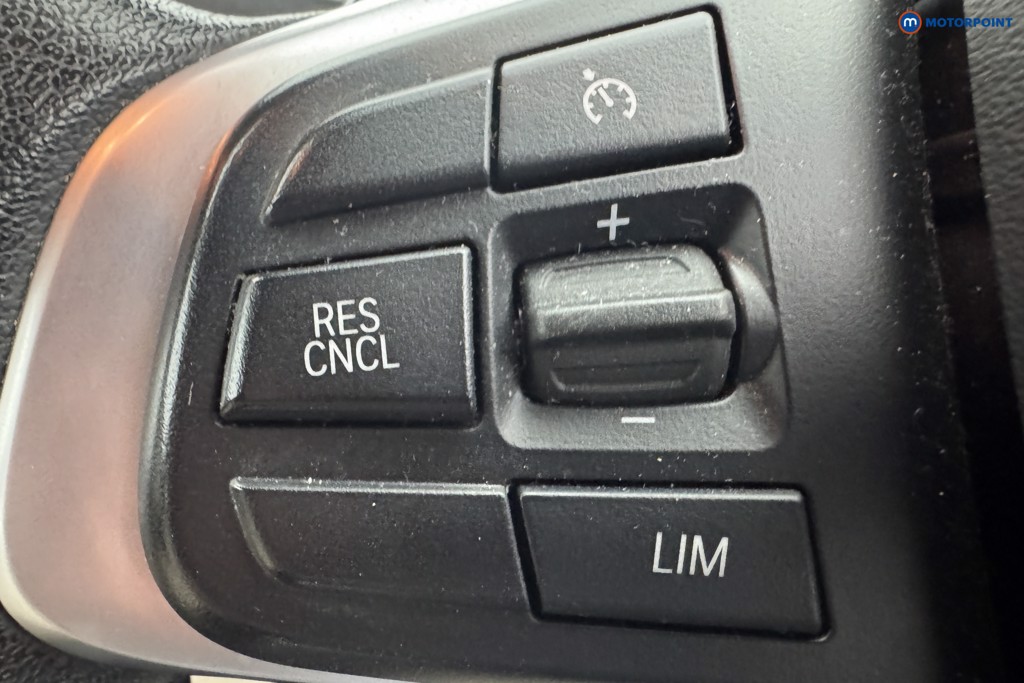 MOTORPOINT
+
RES
CNCL
−
LIM